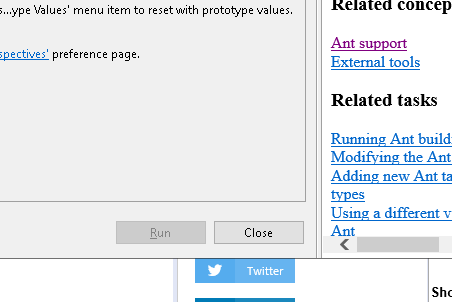 s...ype Values' menu item to reset with prototype values.
spectives' preference page.
Run
Close
Related concep
Ant support
External tools
Related tasks
Running Ant build
Modifying the Ant
Adding new Ant ta
types
Using a different v
Ant
Twitter
Sho